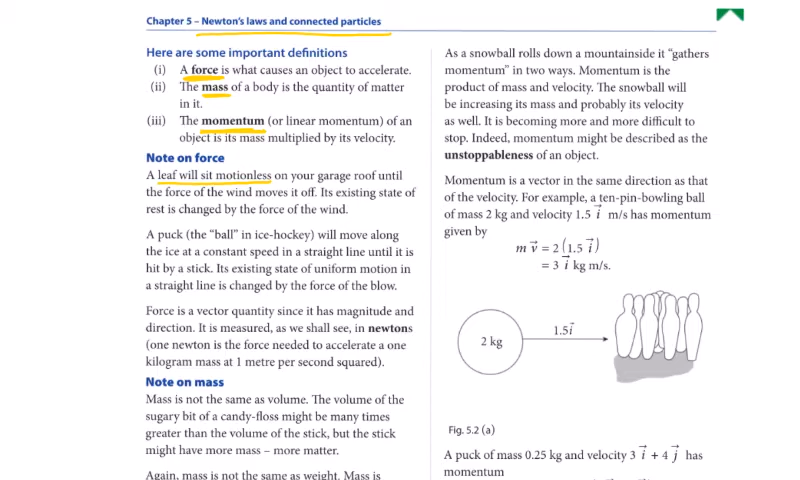 Chapter 5 – Newton's laws and connected particles
Here are some important definitions
(i) A force is what causes an object to accelerate.
(ii) The mass of a body is the quantity of matter
in it.
(iii) The momentum (or linear momentum) of an
object is its mass multiplied by its velocity.
Note on force
A leaf will sit motionless on your garage roof until
the force of the wind moves it off. Its existing state of
rest is changed by the force of the wind.
A puck (the "ball" in ice-hockey) will move along
the ice at a constant speed in a straight line until it is
hit by a stick. Its existing state of uniform motion in
a straight line is changed by the force of the blow.
Force is a vector quantity since it has magnitude and
direction. It is measured, as we shall see, in newtons
(one newton is the force needed to accelerate a one
kilogram mass at 1 metre per second squared).
Note on mass
Mass is not the same as volume. The volume of the
sugary bit of a candy-floss might be many times
greater than the volume of the stick, but the stick
might have more mass – more matter.
Again, mass is not the same as weight. Mass is
As a snowball rolls down a mountainside it "gathers
momentum" in two ways. Momentum is the
product of mass and velocity. The snowball will
be increasing its mass and probably its velocity
as well. It is becoming more and more difficult to
stop. Indeed, momentum might be described as the
unstoppableness of an object.
Momentum is a vector in the same direction as that
of the velocity. For example, a ten-pin-bowling ball
of mass 2 kg and velocity 1.5 i⃗ m/s has momentum
given by
m v⃗ = 2(1.5 i⃗)
= 3 i⃗ kg m/s.
2 kg
1.5i⃗
Fig. 5.2 (a)
A puck of mass 0.25 kg and velocity 3 i⃗ + 4 j⃗ has
momentum